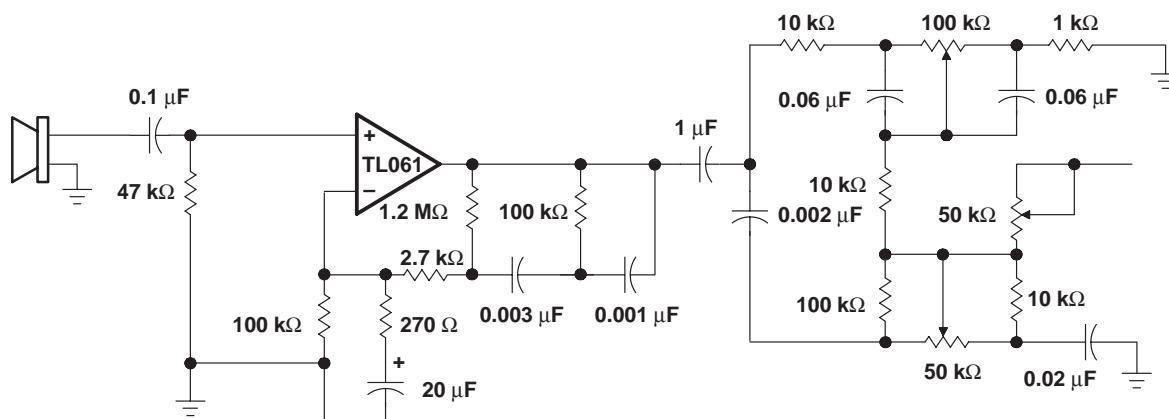 10 kΩ
100 kΩ
1 kΩ
0.1 μF
0.06 μF
0.06 μF
1 μF
+
TL061
−
47 kΩ
1.2 MΩ
100 kΩ
10 kΩ
0.002 μF
50 kΩ
2.7 kΩ
0.003 μF
0.001 μF
100 kΩ
270 Ω
100 kΩ
10 kΩ
+
20 μF
50 kΩ
0.02 μF